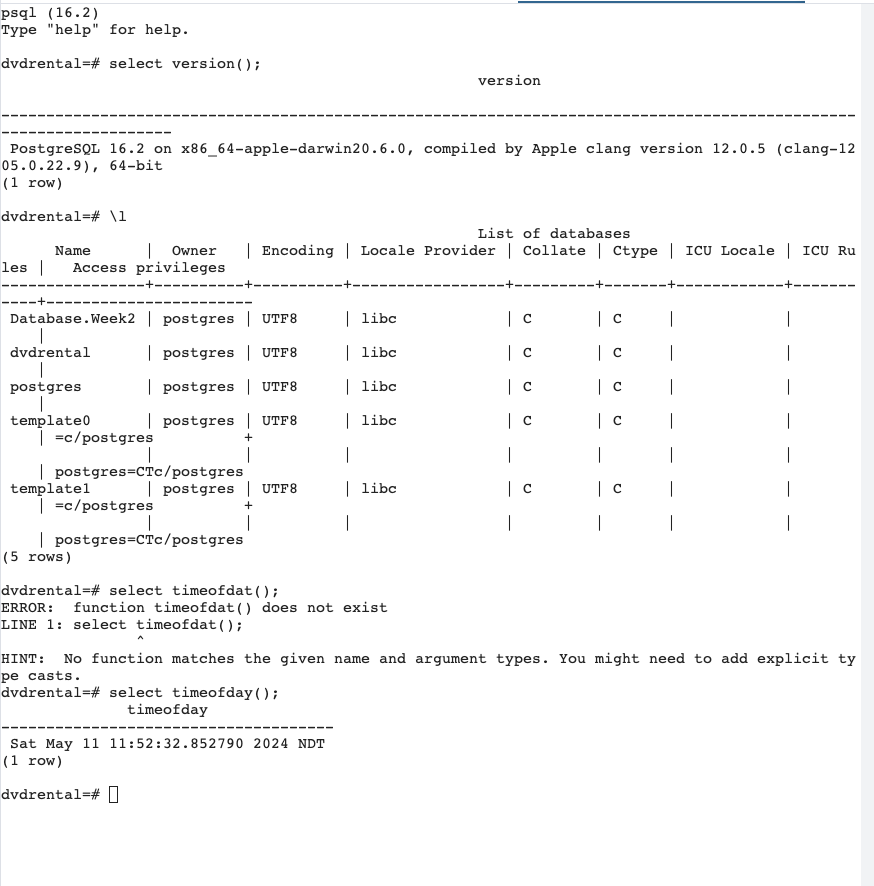 psql (16.2)
Type "help" for help.

dvdrental=# select version();
                                                     version

-----------------------------------------------------------------------------------------------
-------------------
 PostgreSQL 16.2 on x86_64-apple-darwin20.6.0, compiled by Apple clang version 12.0.5 (clang-12
05.0.22.9), 64-bit
(1 row)

dvdrental=# \l
                                                     List of databases
      Name      |  Owner   | Encoding | Locale Provider | Collate | Ctype | ICU Locale | ICU Ru
les |   Access privileges
----------------+----------+----------+-----------------+---------+-------+------------+-------
----+-----------------------
 Database.Week2 | postgres | UTF8     | libc            | C       | C     |            |
    |
 dvdrental      | postgres | UTF8     | libc            | C       | C     |            |
    |
 postgres       | postgres | UTF8     | libc            | C       | C     |            |
    |
 template0      | postgres | UTF8     | libc            | C       | C     |            |
    | =c/postgres          +
                |          |          |                 |         |       |            |
    | postgres=CTc/postgres
 template1      | postgres | UTF8     | libc            | C       | C     |            |
    | =c/postgres          +
                |          |          |                 |         |       |            |
    | postgres=CTc/postgres
(5 rows)

dvdrental=# select timeofdat();
ERROR:  function timeofdat() does not exist
LINE 1: select timeofdat();
               ^
HINT:  No function matches the given name and argument types. You might need to add explicit ty
pe casts.
dvdrental=# select timeofday();
              timeofday
-------------------------------------
 Sat May 11 11:52:32.852790 2024 NDT
(1 row)

dvdrental=#